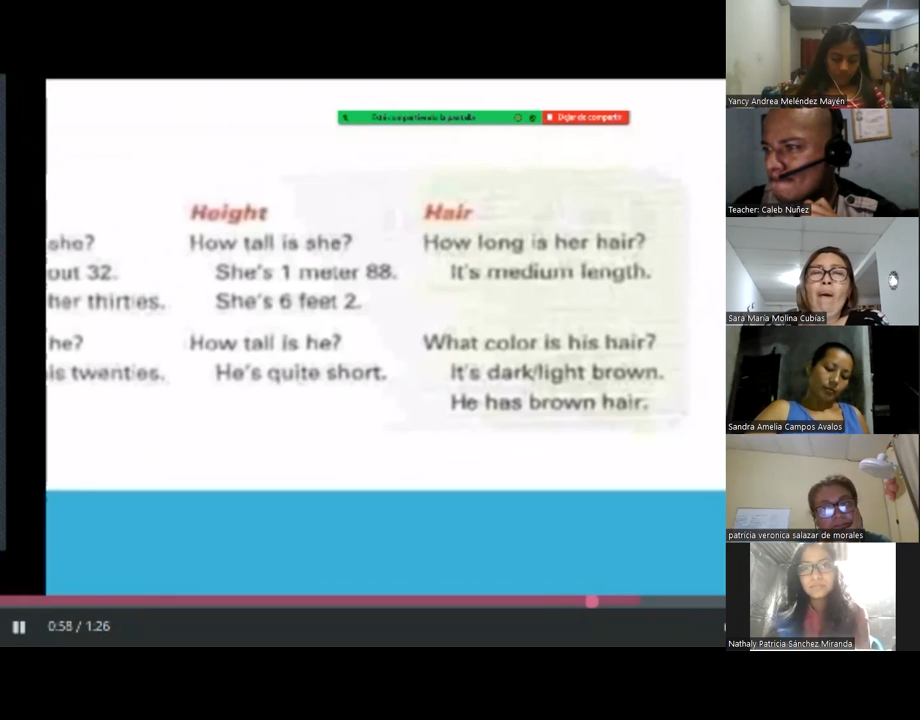 Está compartiendo la pantalla
Dejar de compartir
Height
Hair
she?
How tall is she?
How long is her hair?
out 32.
She's 1 meter 88.
It's medium length.
her thirties.
She's 6 feet 2.
he?
How tall is he?
What color is his hair?
is twenties.
He's quite short.
It's dark/light brown.
He has brown hair.
0:58 / 1:26
Yancy Andrea Meléndez Mayén
Teacher: Caleb Nuñez
Sara María Molina Cubías
Sandra Amelia Campos Avalos
patricia veronica salazar de morales
Nathaly Patricia Sánchez Miranda